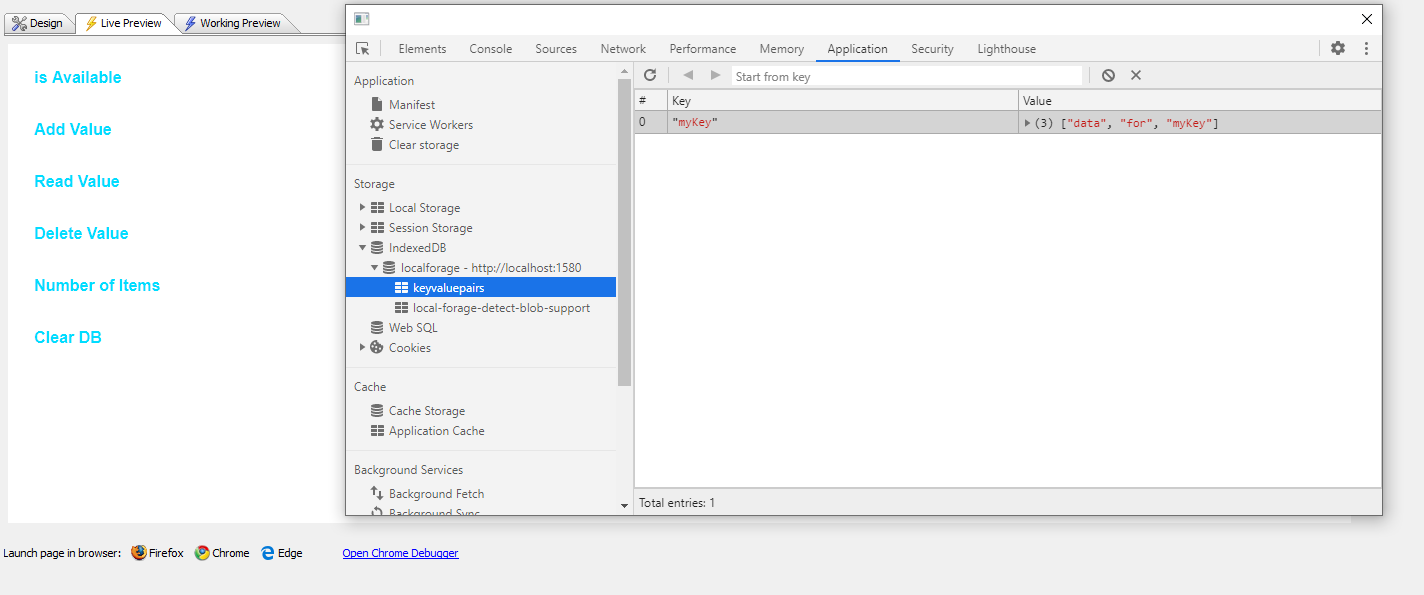 Design Live Preview Working Preview
is Available
Add Value
Read Value
Delete Value
Number of Items
Clear DB
Elements Console Sources Network Performance Memory Application Security Lighthouse
Application
Manifest
Service Workers
Clear storage
Storage
Local Storage
Session Storage
IndexedDB
localforage - http://localhost:1580
keyvaluepairs
local-forage-detect-blob-support
Web SQL
Cookies
Cache
Cache Storage
Application Cache
Background Services
Background Fetch
Background Sync
Start from key
# Key Value
0 "myKey" (3) ["data", "for", "myKey"]
Total entries: 1
Launch page in browser: Firefox Chrome Edge Open Chrome Debugger